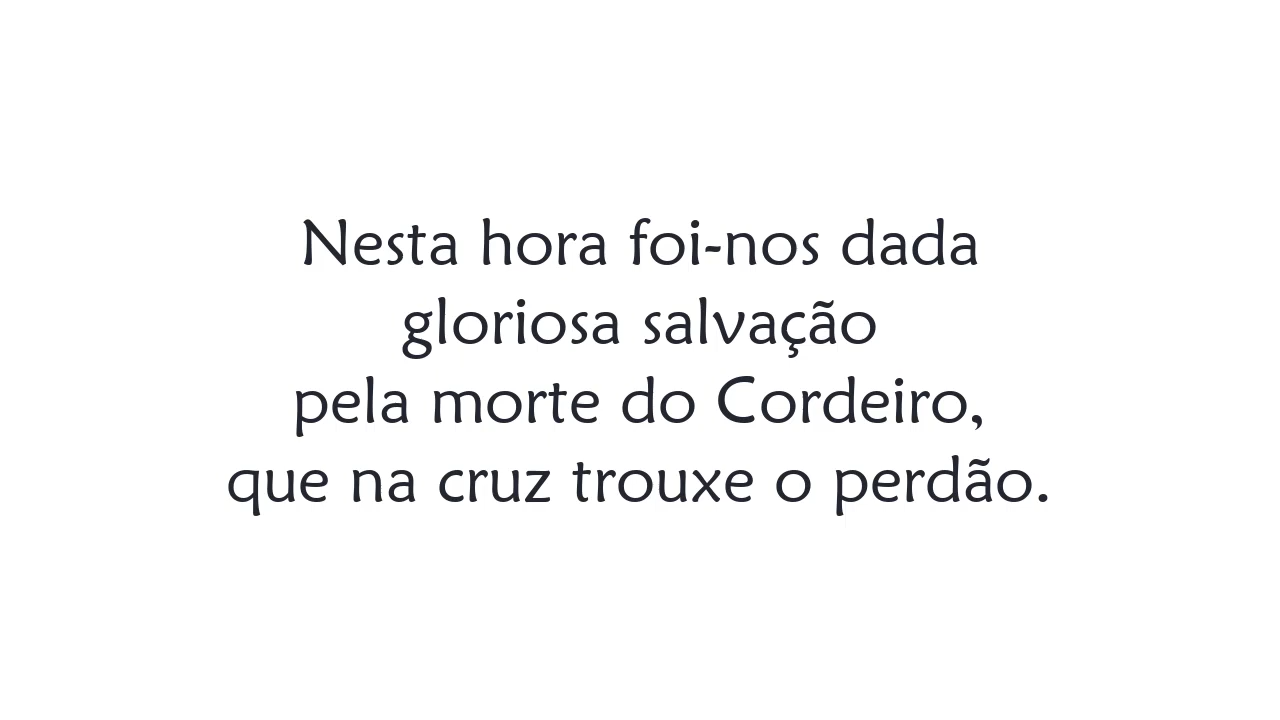 Nesta hora foi-nos dada
gloriosa salvação
pela morte do Cordeiro,
que na cruz trouxe o perdão.